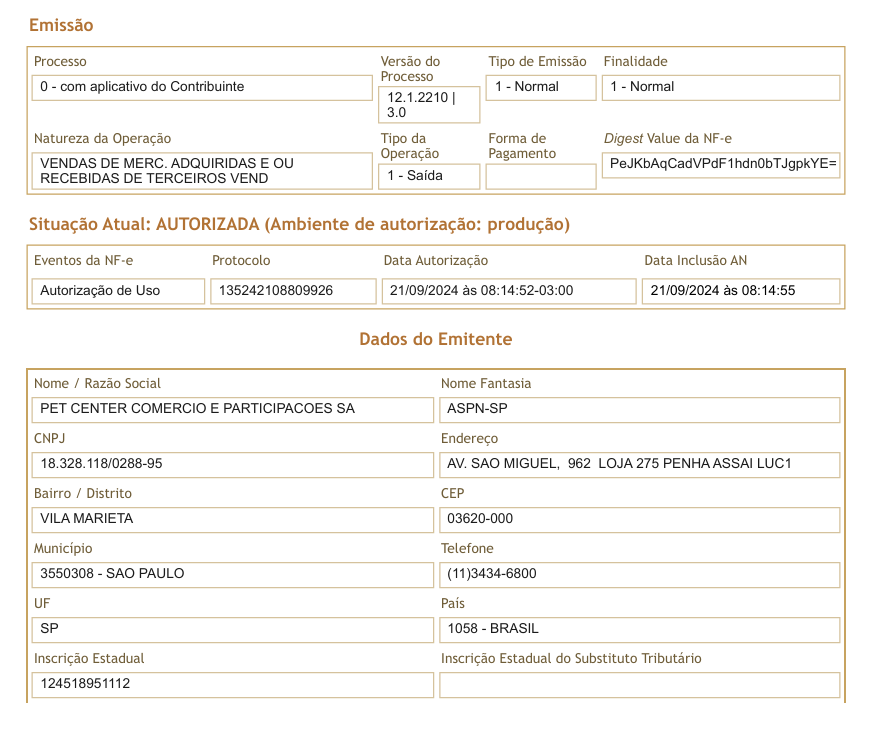 Emissão
Processo
Versão do
Processo
Tipo de Emissão
Finalidade
0 - com aplicativo do Contribuinte
12.1.2210 |
3.0
1 - Normal
1 - Normal
Natureza da Operação
Tipo da
Operação
Forma de
Pagamento
Digest Value da NF-e
VENDAS DE MERC. ADQUIRIDAS E OU
RECEBIDAS DE TERCEIROS VEND
1 - Saída
PeJKbAqCadVPdF1hdn0bTJgpkYE=
Situação Atual: AUTORIZADA (Ambiente de autorização: produção)
Eventos da NF-e
Protocolo
Data Autorização
Data Inclusão AN
Autorização de Uso
135242108809926
21/09/2024 às 08:14:52-03:00
21/09/2024 às 08:14:55
Dados do Emitente
Nome / Razão Social
Nome Fantasia
PET CENTER COMERCIO E PARTICIPACOES SA
ASPN-SP
CNPJ
Endereço
18.328.118/0288-95
AV. SAO MIGUEL,  962  LOJA 275 PENHA ASSAI LUC1
Bairro / Distrito
CEP
VILA MARIETA
03620-000
Município
Telefone
3550308 - SAO PAULO
(11)3434-6800
UF
País
SP
1058 - BRASIL
Inscrição Estadual
Inscrição Estadual do Substituto Tributário
124518951112